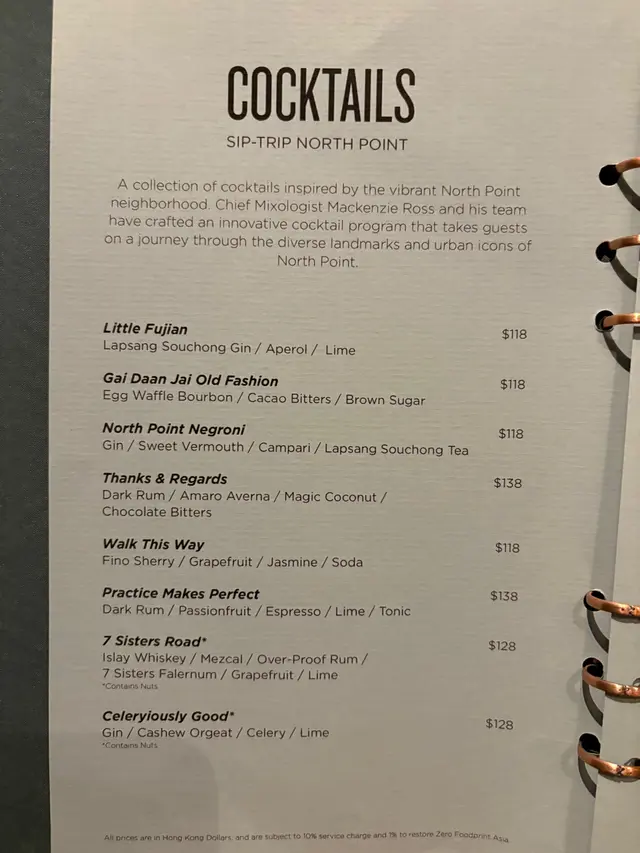 COCKTAILS
SIP-TRIP NORTH POINT
A collection of cocktails inspired by the vibrant North Point
neighborhood. Chief Mixologist Mackenzie Ross and his team
have crafted an innovative cocktail program that takes guests
on a journey through the diverse landmarks and urban icons of
North Point.
Little Fujian $118
Lapsang Souchong Gin / Aperol / Lime
Gai Daan Jai Old Fashion $118
Egg Waffle Bourbon / Cacao Bitters / Brown Sugar
North Point Negroni $118
Gin / Sweet Vermouth / Campari / Lapsang Souchong Tea
Thanks & Regards $138
Dark Rum / Amaro Averna / Magic Coconut /
Chocolate Bitters
Walk This Way $118
Fino Sherry / Grapefruit / Jasmine / Soda
Practice Makes Perfect $138
Dark Rum / Passionfruit / Espresso / Lime / Tonic
7 Sisters Road* $128
Islay Whiskey / Mezcal / Over-Proof Rum /
7 Sisters Falernum / Grapefruit / Lime
*Contains Nuts
Celeryiously Good* $128
Gin / Cashew Orgeat / Celery / Lime
*Contains Nuts
All prices are in Hong Kong Dollars, and are subject to 10% service charge and 1% to restore Zero Foodprint Asia.